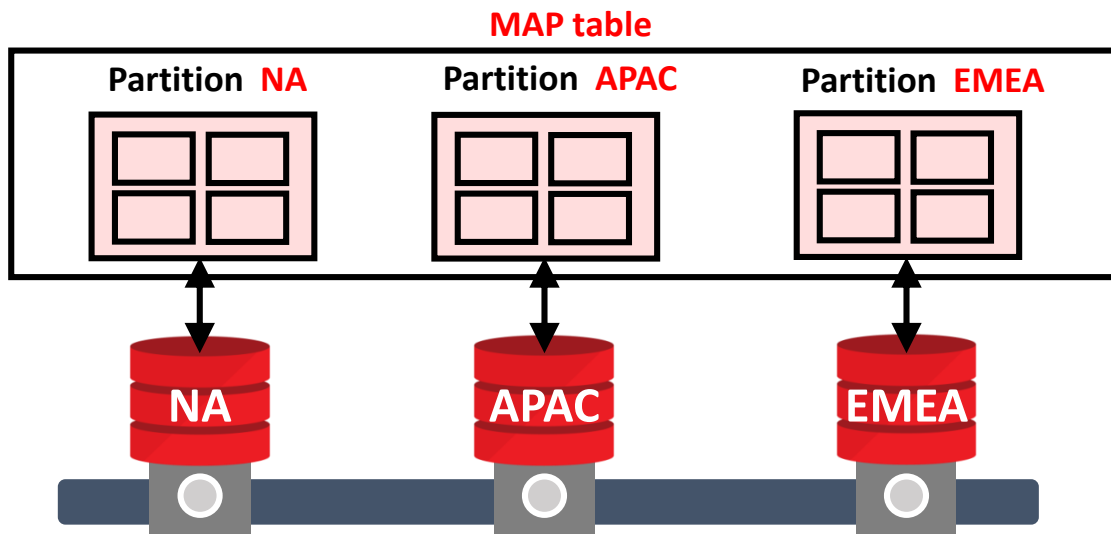 MAP table
Partition NA
Partition APAC
Partition EMEA
NA
APAC
EMEA